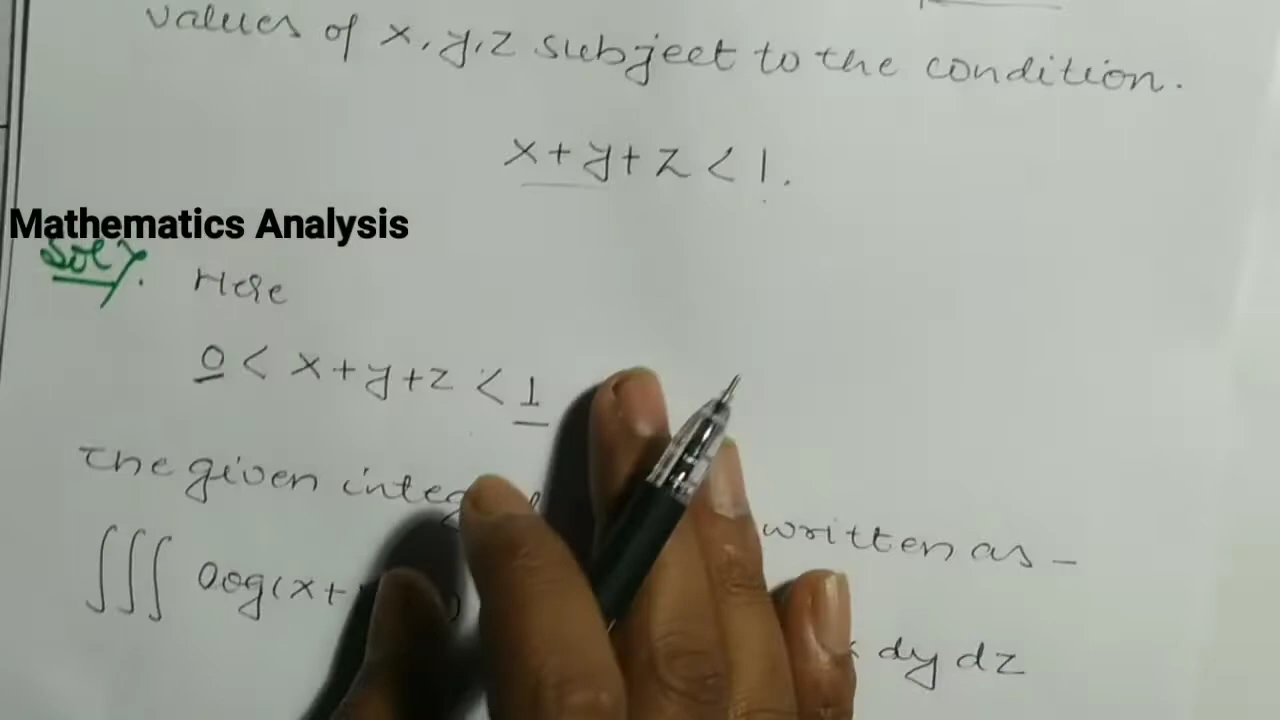 values of x, y, z subject to the condition.
x + y + z < 1.
Mathematics Analysis
Sol
Here
0 < x + y + z < 1
The given
written as —
∫∫∫ log(x +
dy dz